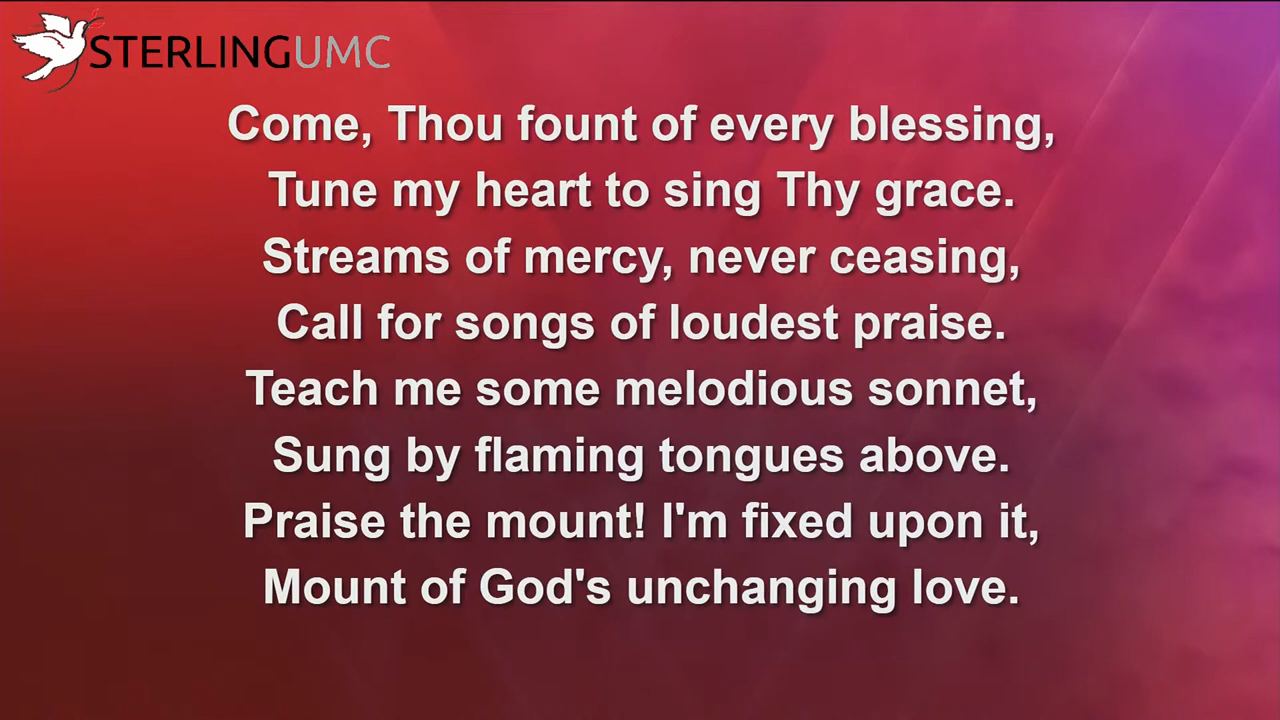 STERLINGUMC
Come, Thou fount of every blessing,
Tune my heart to sing Thy grace.
Streams of mercy, never ceasing,
Call for songs of loudest praise.
Teach me some melodious sonnet,
Sung by flaming tongues above.
Praise the mount! I'm fixed upon it,
Mount of God's unchanging love.